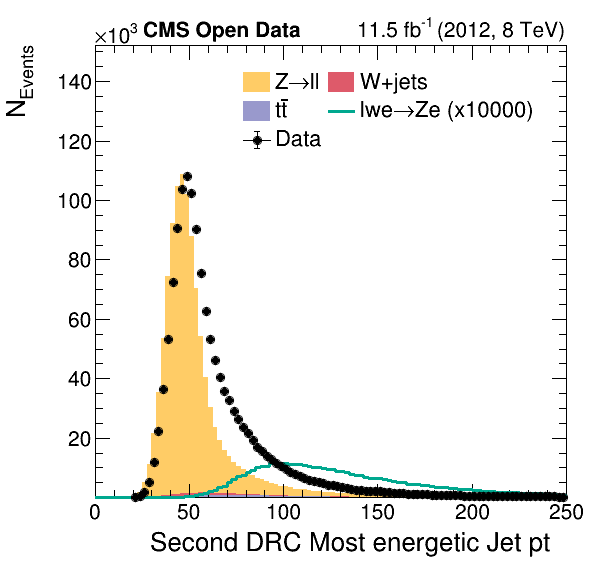 ×10³ CMS Open Data 11.5 fb⁻¹ (2012, 8 TeV)
N_Events
Z→ll W+jets
tt̄ lwe→Ze (x10000)
Data
140
120
100
80
60
40
20
0 50 100 150 200 250
Second DRC Most energetic Jet pt